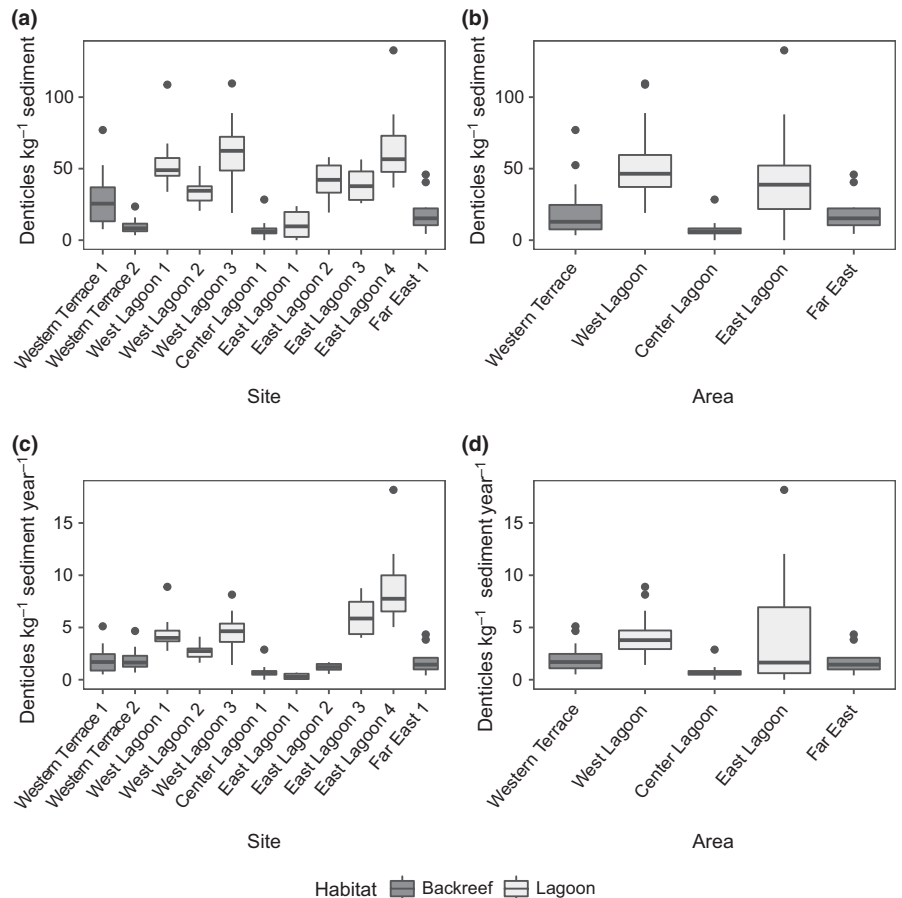 (a)
Denticles kg−1 sediment
100
50
0
Western Terrace 1
Western Terrace 2
West Lagoon 1
West Lagoon 2
West Lagoon 3
Center Lagoon 1
East Lagoon 1
East Lagoon 2
East Lagoon 3
East Lagoon 4
Far East 1
Site
(b)
Denticles kg−1 sediment
100
50
0
Western Terrace
West Lagoon
Center Lagoon
East Lagoon
Far East
Area
(c)
Denticles kg−1 sediment year−1
15
10
5
0
Western Terrace 1
Western Terrace 2
West Lagoon 1
West Lagoon 2
West Lagoon 3
Center Lagoon 1
East Lagoon 1
East Lagoon 2
East Lagoon 3
East Lagoon 4
Far East 1
Site
(d)
Denticles kg−1 sediment year−1
15
10
5
0
Western Terrace
West Lagoon
Center Lagoon
East Lagoon
Far East
Area
Habitat Backreef Lagoon